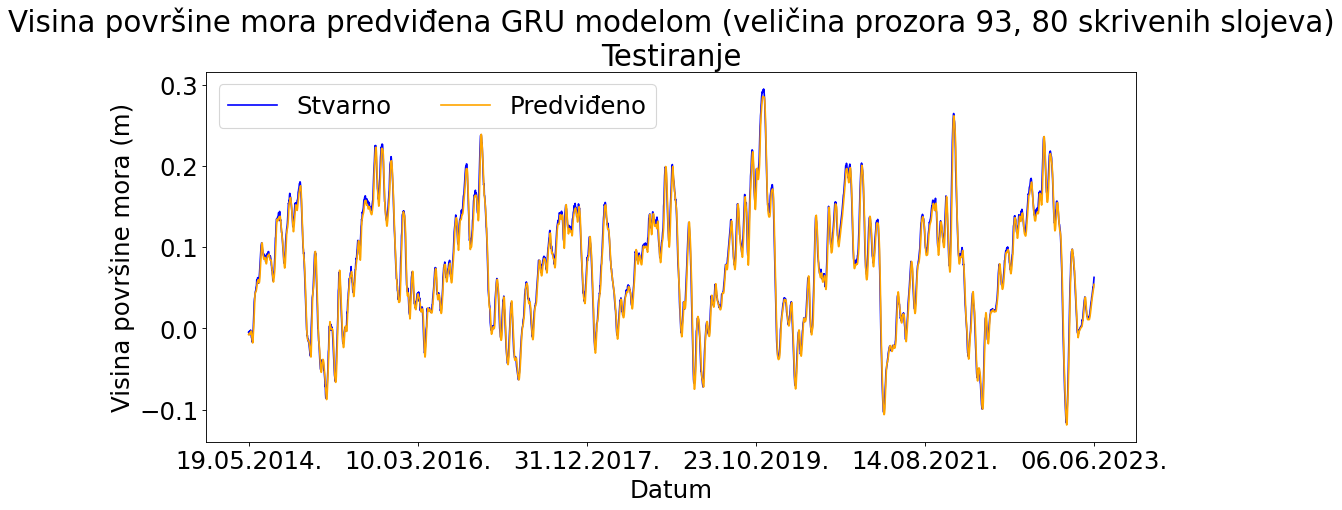 Visina površine mora predviđena GRU modelom (veličina prozora 93, 80 skrivenih slojeva)
Testiranje
Stvarno
Predviđeno
Visina površine mora (m)
0.3
0.2
0.1
0.0
−0.1
19.05.2014.
10.03.2016.
31.12.2017.
23.10.2019.
14.08.2021.
06.06.2023.
Datum